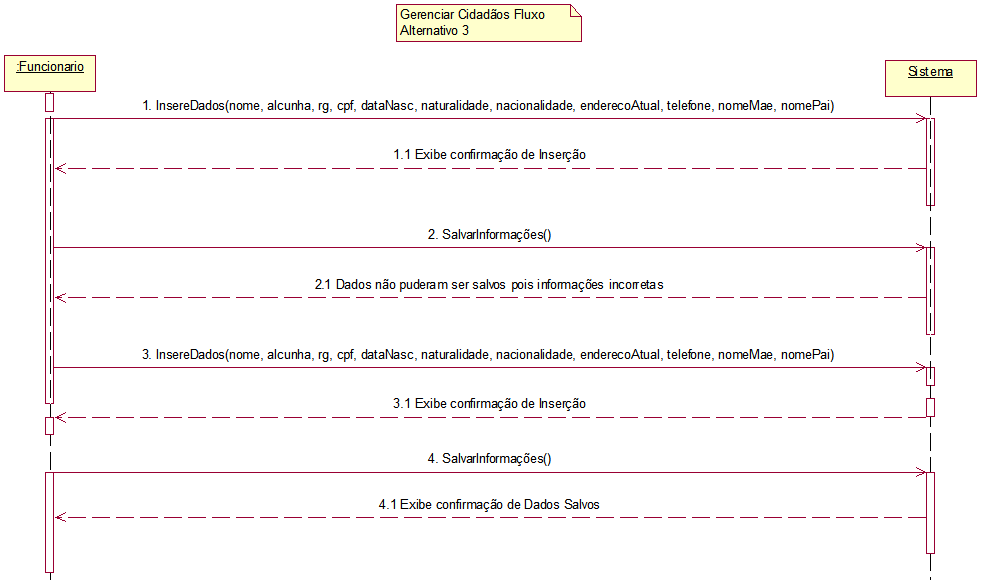 Gerenciar Cidadãos Fluxo
Alternativo 3
:Funcionario
Sistema
1. InsereDados(nome, alcunha, rg, cpf, dataNasc, naturalidade, nacionalidade, enderecoAtual, telefone, nomeMae, nomePai)
1.1 Exibe confirmação de Inserção
2. SalvarInformações()
2.1 Dados não puderam ser salvos pois informações incorretas
3. InsereDados(nome, alcunha, rg, cpf, dataNasc, naturalidade, nacionalidade, enderecoAtual, telefone, nomeMae, nomePai)
3.1 Exibe confirmação de Inserção
4. SalvarInformações()
4.1 Exibe confirmação de Dados Salvos